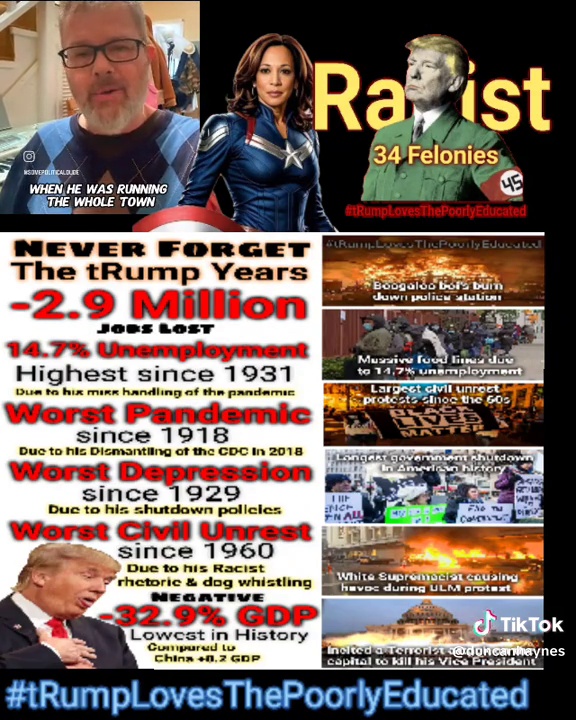 @SOMEPOLITICALDUDE
WHEN HE WAS RUNNING
THE WHOLE TOWN
Ra ist
34 Felonies
45
#tRumpLovesThePoorlyEducated
NEVER FORGET
The tRump Years
-2.9 Million
JOBS LOST
14.7% Unemployment
Highest since 1931
Due to his miss handling of the pandemic
Worst Pandemic
since 1918
Due to his Dismantling of the CDC in 2018
Worst Depression
since 1929
Due to his shutdown policies
Worst Civil Unrest
since 1960
Due to his Racist
rhetoric & dog whistling
NEGATIVE
-32.9% GDP
Lowest in History
Compared to
China +0.2 GDP
#tRumpLovesThePoorlyEducated
Boogaloo boi's burn
down police station
Massive food lines due
to 14.7% unemployment
Largest civil unrest
protests since the 60s
BLACK
LIVES
MATTER
Longest government shutdown
in American history
White Supremacist causing
havoc during BLM protest
Incited a Terrorist
capital to kill his Vice President
TikTok
@duncanhaynes
#tRumpLovesThePoorlyEducated